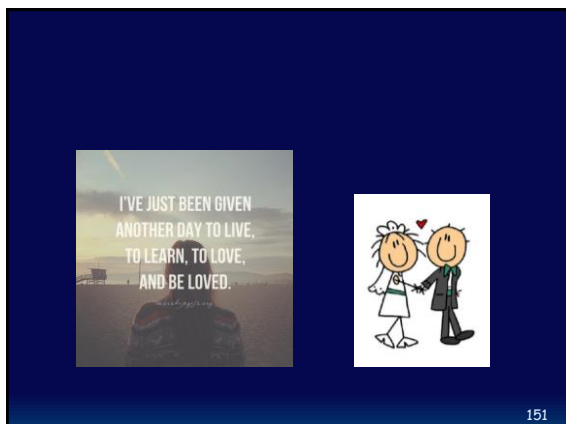 I'VE JUST BEEN GIVEN
ANOTHER DAY TO LIVE,
TO LEARN, TO LOVE,
AND BE LOVED.
151